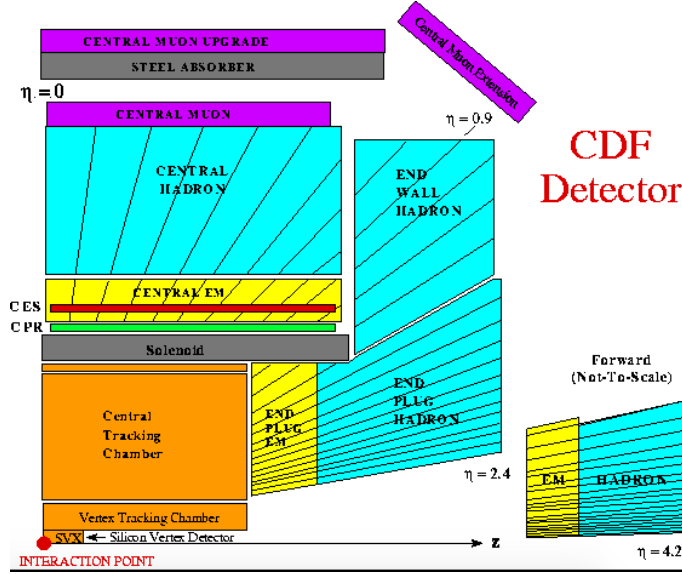 CENTRAL MUON UPGRADE
STEEL ABSORBER
Central Muon Extension
η = 0
CENTRAL MUON
η = 0.9
CDF
Detector
CENTRAL
HADRON
END
WALL
HADRON
CENTRAL EM
CES
CPR
Solenoid
Forward
(Not-To-Scale)
Central
Tracking
Chamber
END
PLUG
EM
END
PLUG
HADRON
EM
HADRON
η = 2.4
Vertex Tracking Chamber
SVX
Silicon Vertex Detector
Z
η = 4.2
INTERACTION POINT